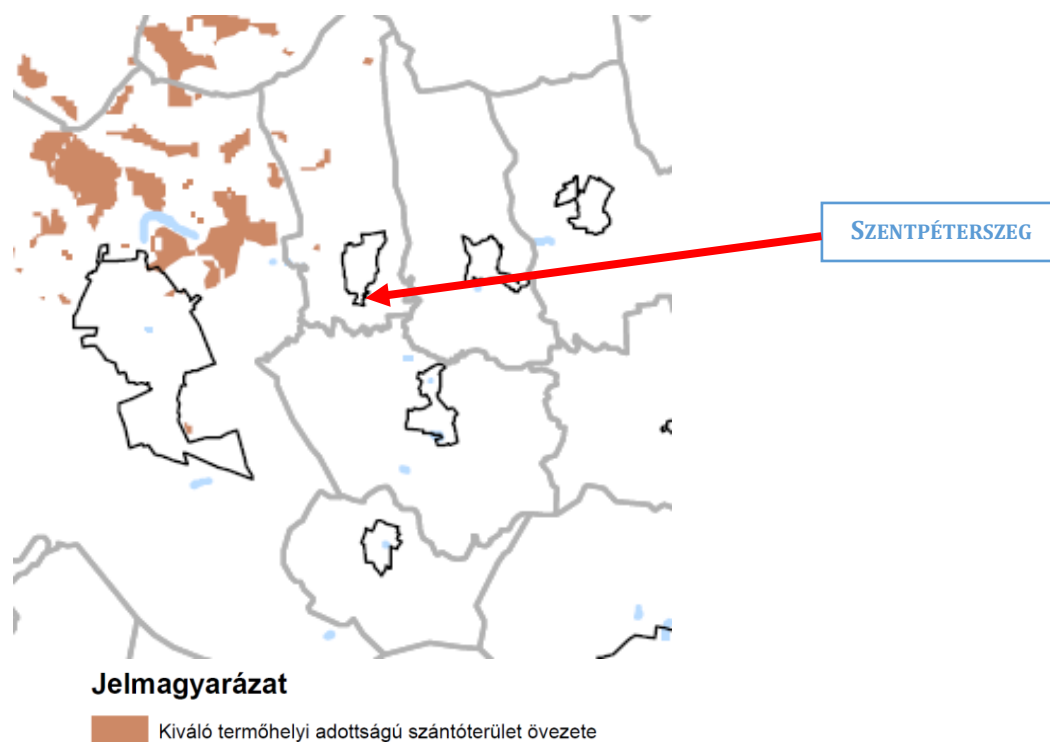 SZENTPÉTERSZEG
Jelmagyarázat
Kiváló termőhelyi adottságú szántóterület övezete